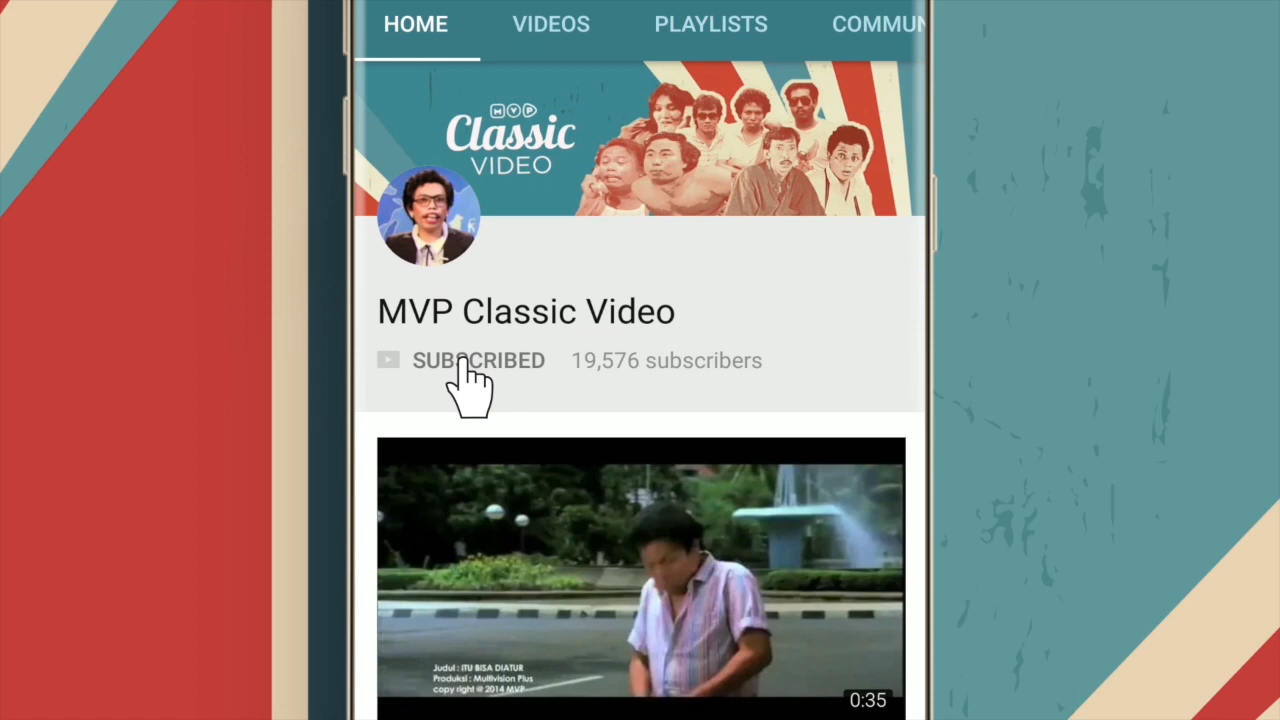 HOME VIDEOS PLAYLISTS COMMUN
MVP
Classic
VIDEO
MVP Classic Video
SUBSCRIBED 19,576 subscribers
Judul : ITU BISA DIATUR
Produksi : Multivision Plus
copy right @ 2014 MVP
0:35